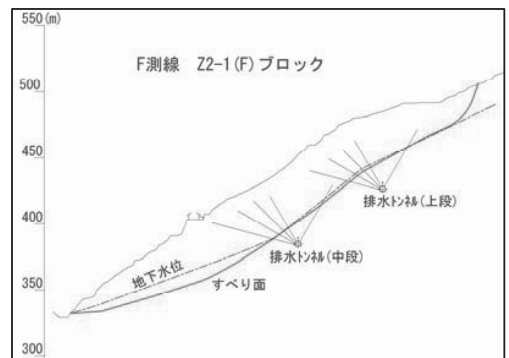 550(m)
F測線 Z2-1(F)ブロック
500
450
排水ﾄﾝﾈﾙ(上段)
400
排水ﾄﾝﾈﾙ(中段)
地下水位
すべり面
350
300